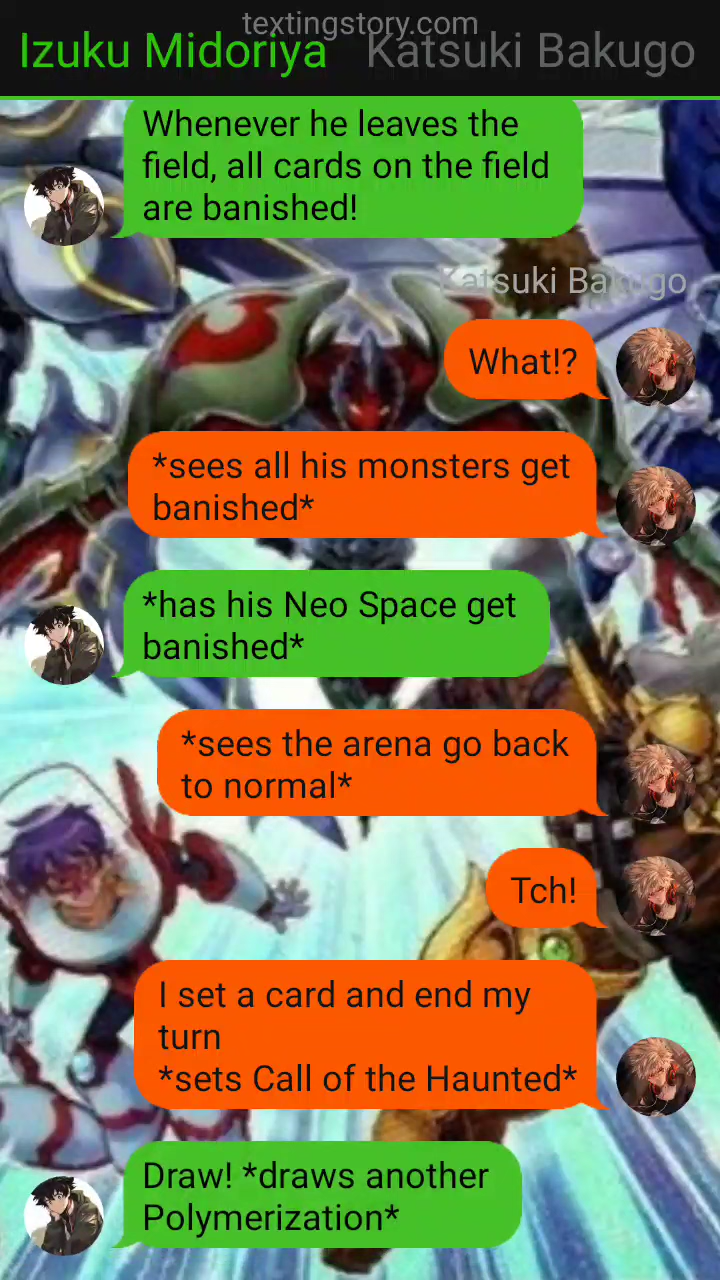 textingstory.com
Izuku Midoriya Katsuki Bakugo
Whenever he leaves the
field, all cards on the field
are banished!
Katsuki Bakugo
What!?
*sees all his monsters get
banished*
*has his Neo Space get
banished*
*sees the arena go back
to normal*
Tch!
I set a card and end my
turn
*sets Call of the Haunted*
Draw! *draws another
Polymerization*